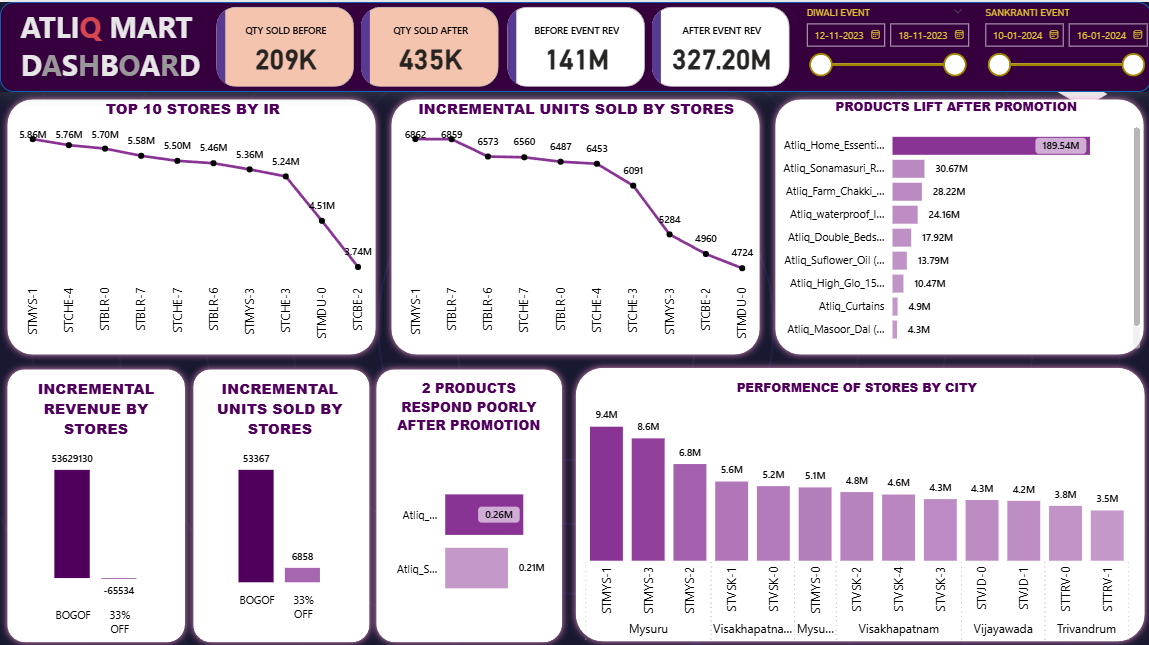 ATLIQ MART
DASHBOARD
QTY SOLD BEFORE
209K
QTY SOLD AFTER
435K
BEFORE EVENT REV
141M
AFTER EVENT REV
327.20M
DIWALI EVENT
12-11-2023
18-11-2023
SANKRANTI EVENT
10-01-2024
16-01-2024
TOP 10 STORES BY IR
5.86M
5.76M
5.70M
5.58M
5.50M
5.46M
5.36M
5.24M
4.51M
3.74M
STMYS-1
STCHE-4
STBLR-0
STBLR-7
STCHE-7
STBLR-6
STMYS-3
STCHE-3
STMDU-0
STCBE-2
INCREMENTAL UNITS SOLD BY STORES
6862
6859
6573
6560
6487
6453
6091
5284
4960
4724
STMYS-1
STBLR-7
STBLR-6
STCHE-7
STBLR-0
STCHE-4
STCHE-3
STMYS-3
STCBE-2
STMDU-0
PRODUCTS LIFT AFTER PROMOTION
Atliq_Home_Essenti... 189.54M
Atliq_Sonamasuri_R... 30.67M
Atliq_Farm_Chakki_... 28.22M
Atliq_waterproof_I... 24.16M
Atliq_Double_Beds... 17.92M
Atliq_Suflower_Oil (... 13.79M
Atliq_High_Glo_15... 10.47M
Atliq_Curtains 4.9M
Atliq_Masoor_Dal (... 4.3M
INCREMENTAL
REVENUE BY
STORES
53629130
-65534
BOGOF
33%
OFF
INCREMENTAL
UNITS SOLD BY
STORES
53367
6858
BOGOF
33%
OFF
2 PRODUCTS
RESPOND POORLY
AFTER PROMOTION
Atliq_... 0.26M
Atliq_S... 0.21M
PERFORMENCE OF STORES BY CITY
9.4M
8.6M
6.8M
5.6M
5.2M
5.1M
4.8M
4.6M
4.3M
4.3M
4.2M
3.8M
3.5M
STMYS-1
STMYS-3
STMYS-2
STVSK-1
STVSK-0
STMYS-0
STVSK-2
STVSK-4
STVSK-3
STVJD-0
STVJD-1
STTRV-0
STTRV-1
Mysuru
Visakhapatna...
Mysu...
Visakhapatnam
Vijayawada
Trivandrum